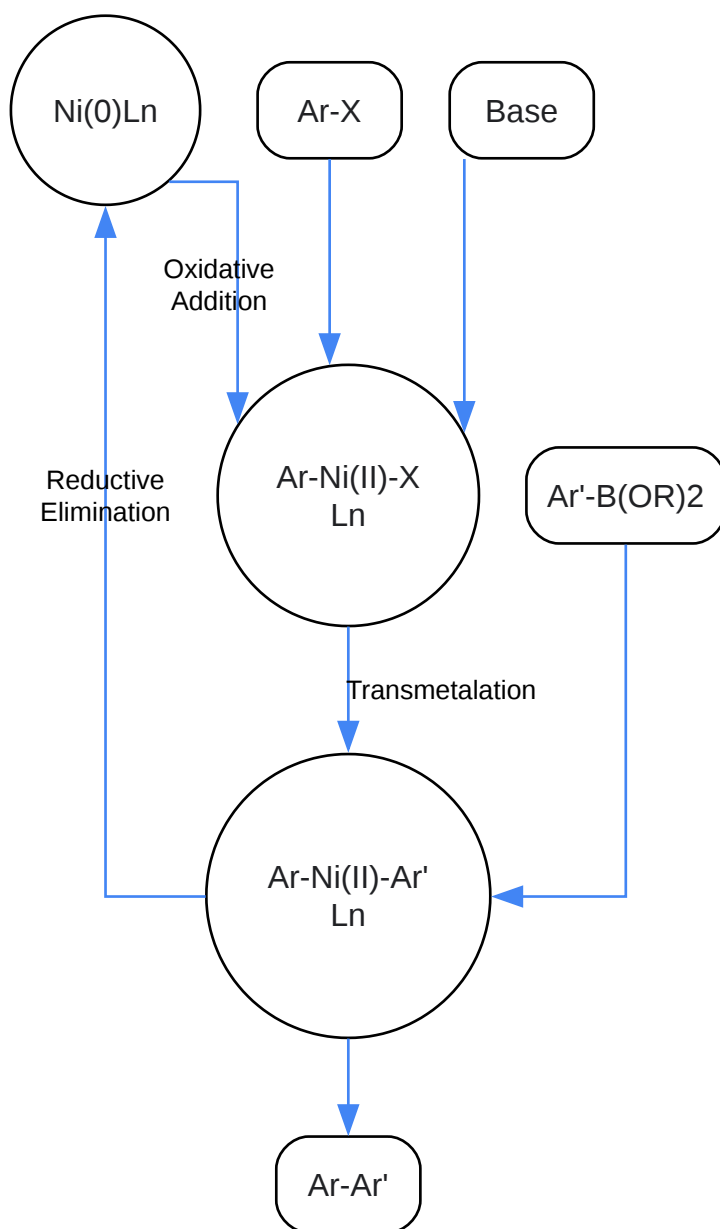 Ni(0)Ln
Ar-X
Base
Oxidative
Addition
Ar-Ni(II)-X
Ln
Ar'-B(OR)2
Reductive
Elimination
Transmetalation
Ar-Ni(II)-Ar'
Ln
Ar-Ar'